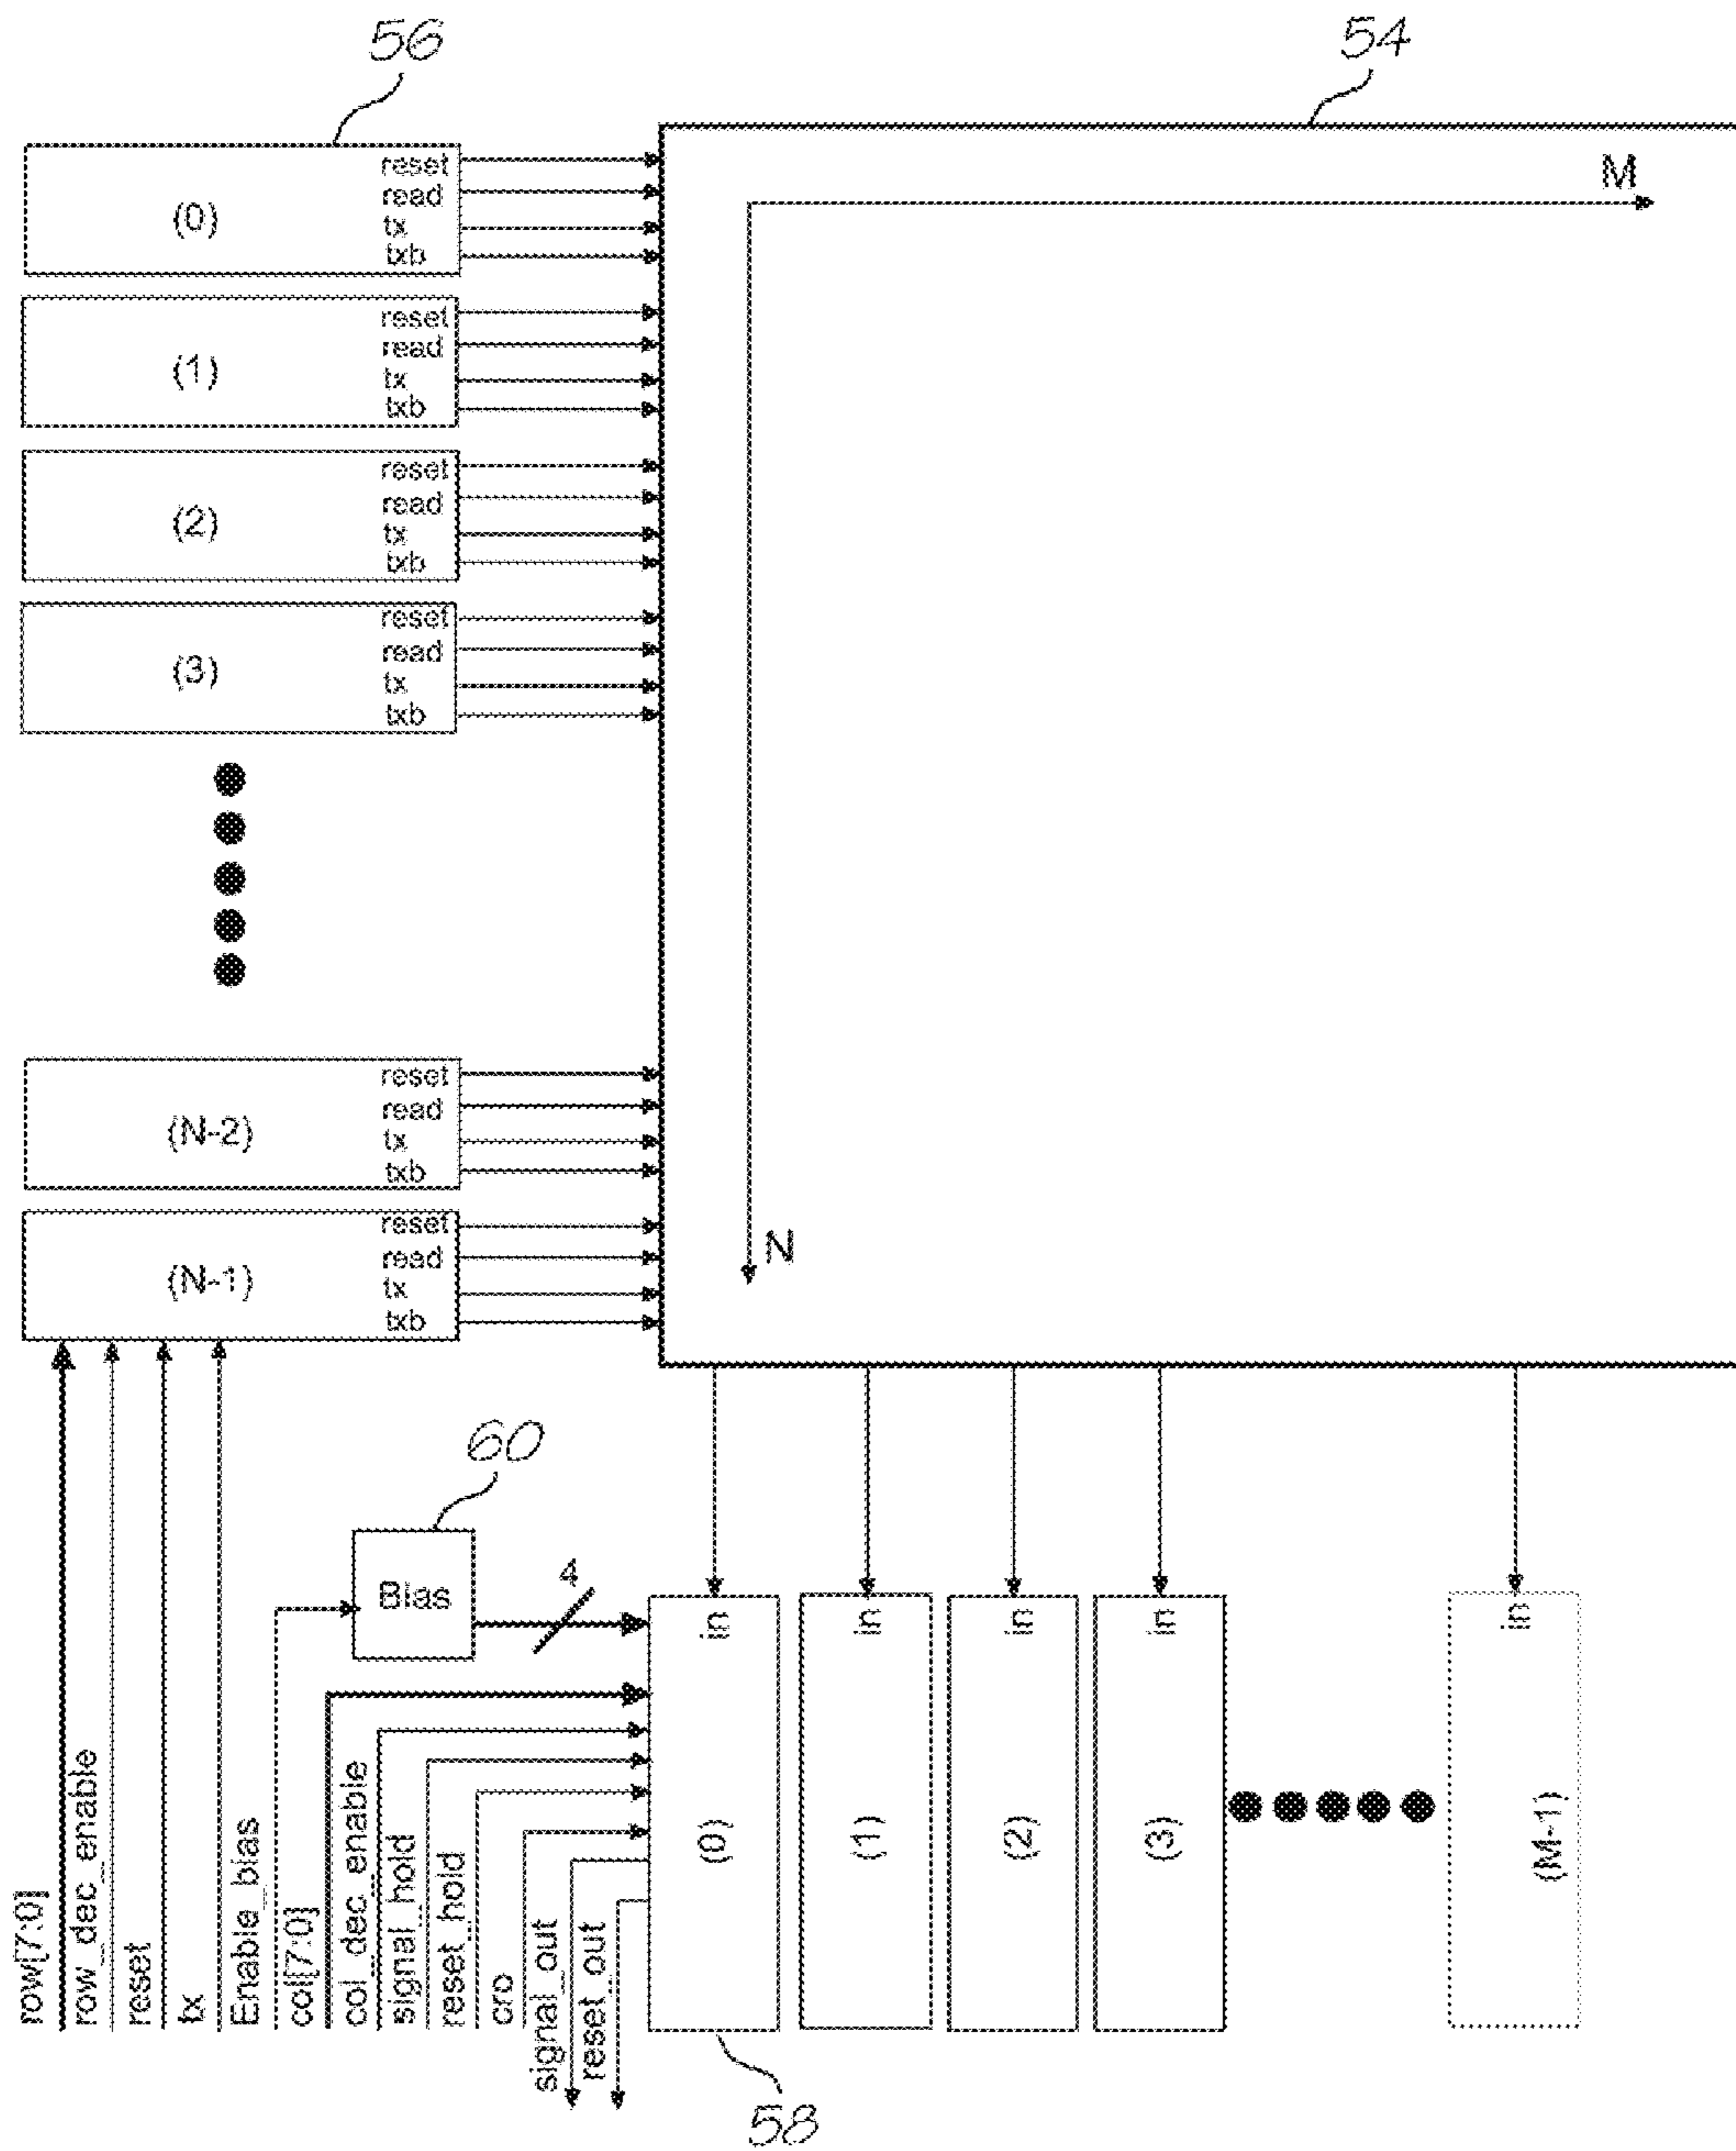 56
54
reset
read
(0)
tx
txb
M
reset
read
(1)
tx
txb
reset
read
(2)
tx
txb
reset
read
(3)
tx
txb
reset
read
(N-2)
tx
txb
reset
read
(N-1)
tx
txb
N
60
Bias
4
in
in
in
in
in
(0)
(1)
(2)
(3)
(M-1)
row[7:0]
row_dec_enable
reset
tx
Enable_bias
col[7:0]
col_dec_enable
signal_hold
reset_hold
cro
signal_out
reset_out
58